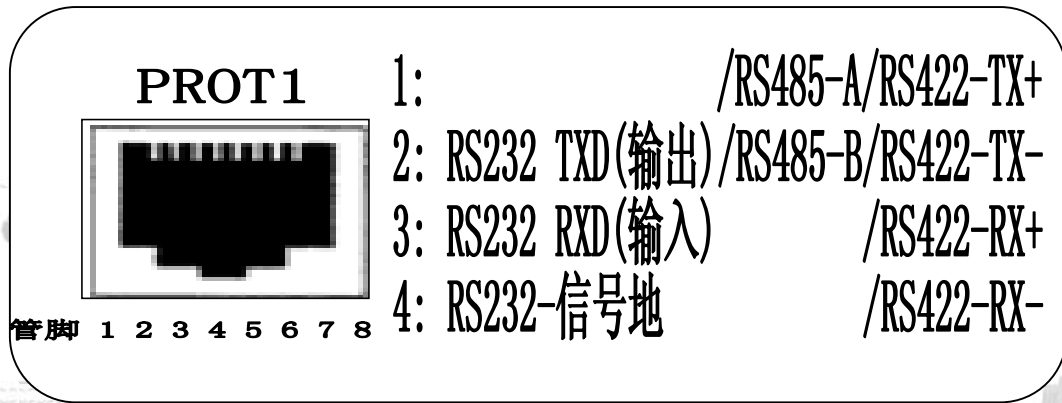 PROT1
管脚 1 2 3 4 5 6 7 8
1: /RS485-A/RS422-TX+
2: RS232 TXD(输出)/RS485-B/RS422-TX-
3: RS232 RXD(输入) /RS422-RX+
4: RS232-信号地 /RS422-RX-